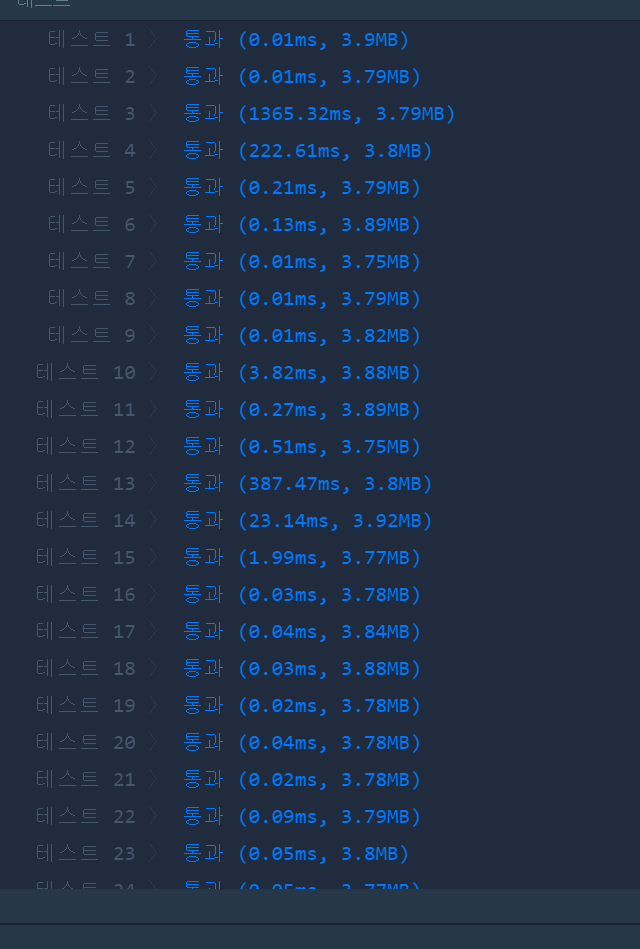 테스트
테스트 1 〉 통과 (0.01ms, 3.9MB)
테스트 2 〉 통과 (0.01ms, 3.79MB)
테스트 3 〉 통과 (1365.32ms, 3.79MB)
테스트 4 〉 통과 (222.61ms, 3.8MB)
테스트 5 〉 통과 (0.21ms, 3.79MB)
테스트 6 〉 통과 (0.13ms, 3.89MB)
테스트 7 〉 통과 (0.01ms, 3.75MB)
테스트 8 〉 통과 (0.01ms, 3.79MB)
테스트 9 〉 통과 (0.01ms, 3.82MB)
테스트 10 〉 통과 (3.82ms, 3.88MB)
테스트 11 〉 통과 (0.27ms, 3.89MB)
테스트 12 〉 통과 (0.51ms, 3.75MB)
테스트 13 〉 통과 (387.47ms, 3.8MB)
테스트 14 〉 통과 (23.14ms, 3.92MB)
테스트 15 〉 통과 (1.99ms, 3.77MB)
테스트 16 〉 통과 (0.03ms, 3.78MB)
테스트 17 〉 통과 (0.04ms, 3.84MB)
테스트 18 〉 통과 (0.03ms, 3.88MB)
테스트 19 〉 통과 (0.02ms, 3.78MB)
테스트 20 〉 통과 (0.04ms, 3.78MB)
테스트 21 〉 통과 (0.02ms, 3.78MB)
테스트 22 〉 통과 (0.09ms, 3.79MB)
테스트 23 〉 통과 (0.05ms, 3.8MB)
테스트 24 〉 통과 (0.05ms, 3.77MB)